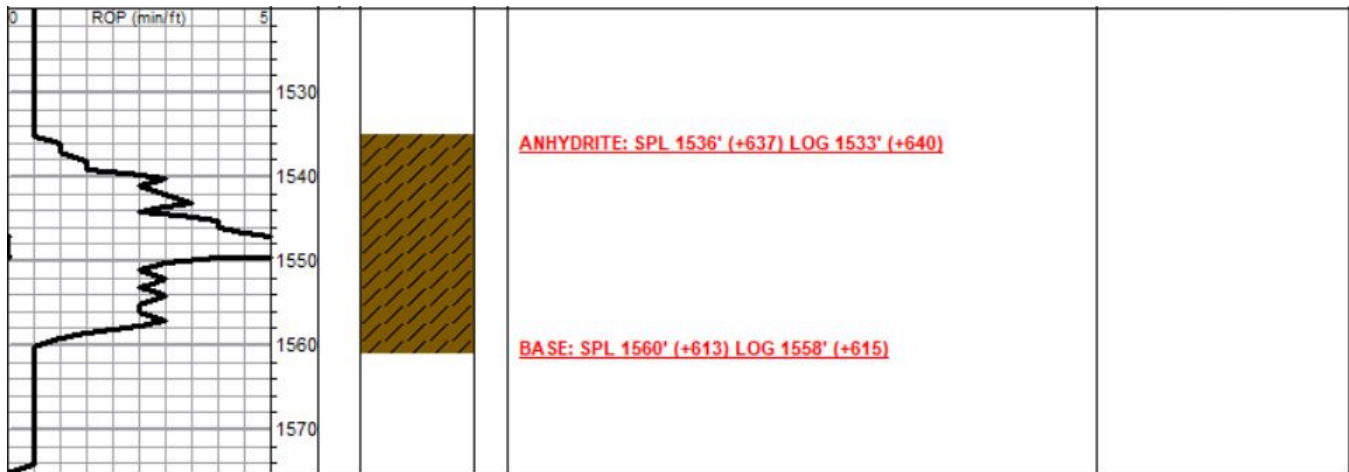 0 ROP (min/ft) 5
1530
ANHYDRITE: SPL 1536' (+637) LOG 1533' (+640)
1540
1550
1560
BASE: SPL 1560' (+613) LOG 1558' (+615)
1570